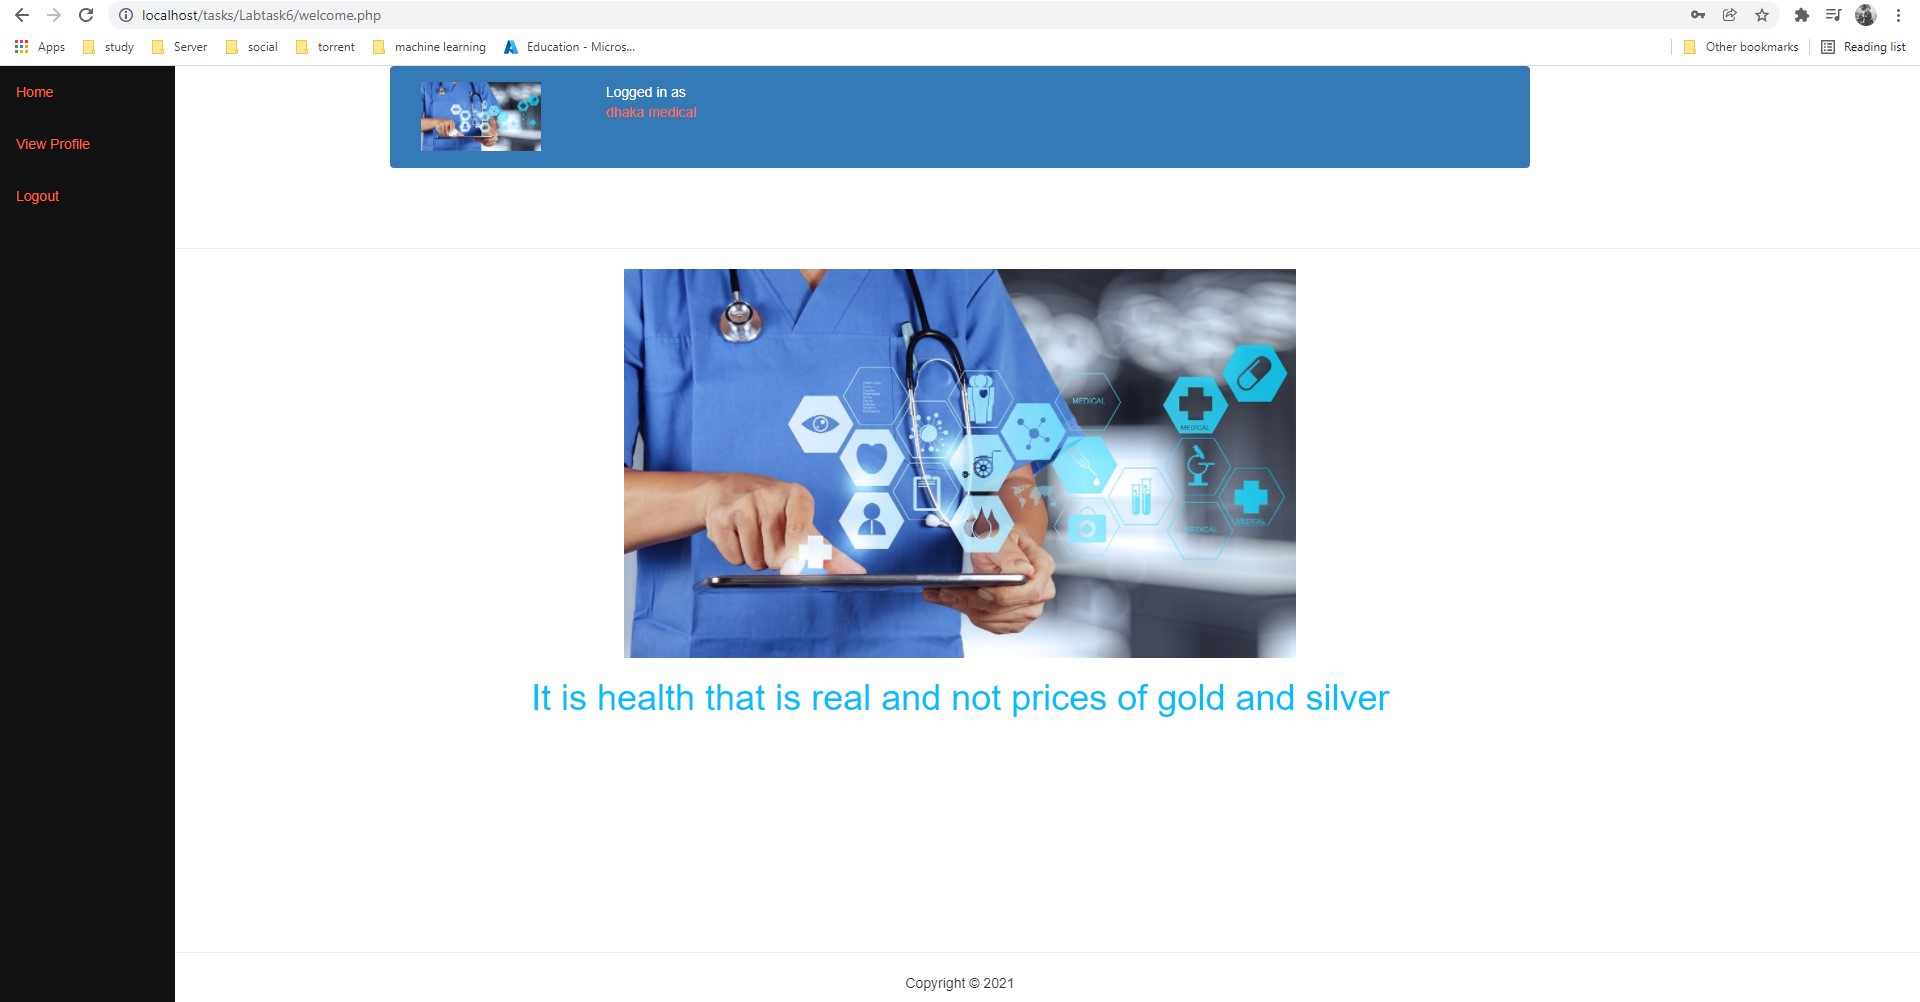 localhost/tasks/Labtask6/welcome.php
Apps study Server social torrent machine learning Education - Micros... Other bookmarks Reading list
Home
View Profile
Logout
Logged in as
dhaka medical
MEDICAL
MEDICAL
MEDICAL
MEDICAL
It is health that is real and not prices of gold and silver
Copyright © 2021